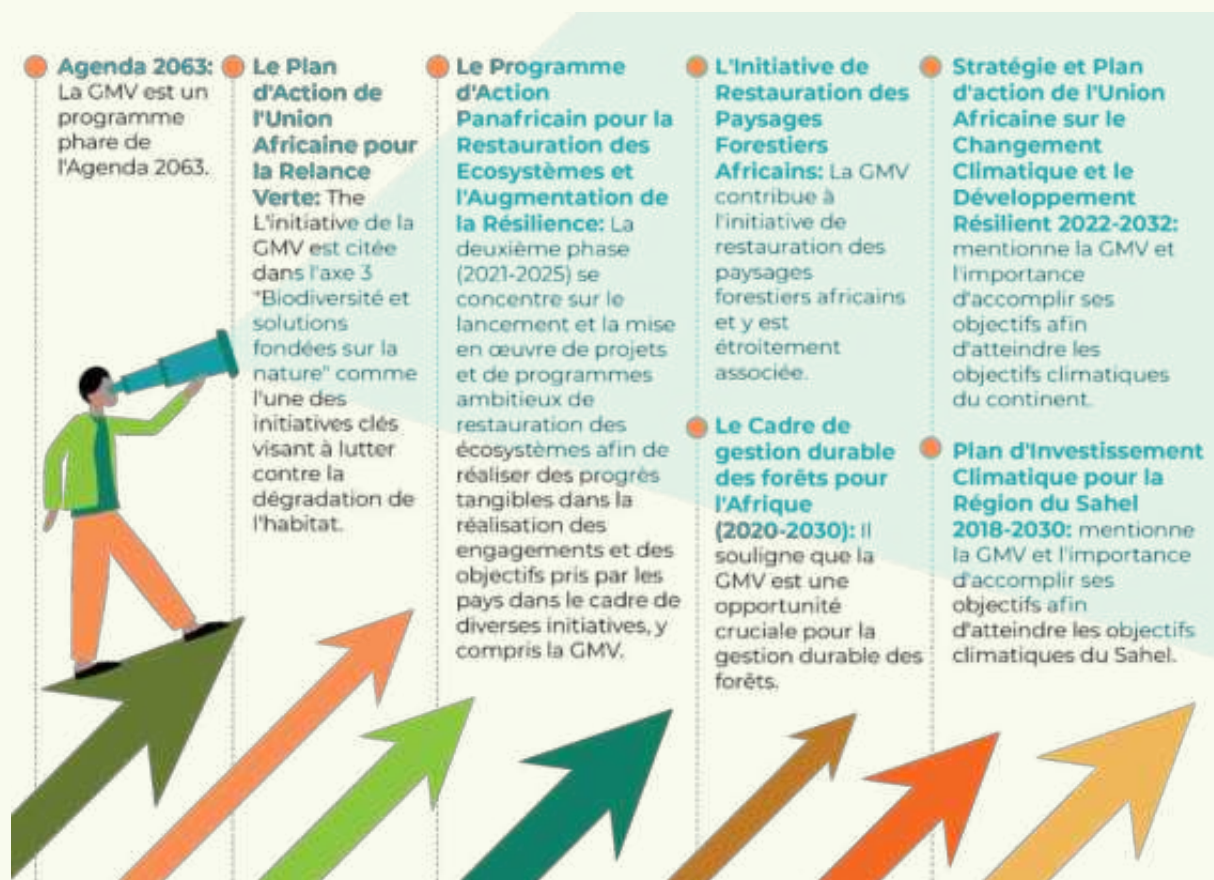 Agenda 2063:
La GMV est un
programme
phare de
l'Agenda 2063.
Le Plan
d'Action de
l'Union
Africaine pour
la Relance
Verte: The
L'initiative de la
GMV est citée
dans l'axe 3
"Biodiversité et
solutions
fondées sur la
nature" comme
l'une des
initiatives clés
visant à lutter
contre la
dégradation de
l'habitat.
Le Programme
d'Action
Panafricain pour la
Restauration des
Ecosystèmes et
l'Augmentation de
la Résilience: La
deuxième phase
(2021-2025) se
concentre sur le
lancement et la mise
en œuvre de projets
et de programmes
ambitieux de
restauration des
écosystèmes afin de
réaliser des progrès
tangibles dans la
réalisation des
engagements et des
objectifs pris par les
pays dans le cadre de
diverses initiatives, y
compris la GMV.
L'Initiative de
Restauration des
Paysages
Forestiers
Africains: La GMV
contribue à
l'initiative de
restauration des
paysages
forestiers africains
et y est
étroitement
associée.
Le Cadre de
gestion durable
des forêts pour
l'Afrique
(2020-2030): Il
souligne que la
GMV est une
opportunité
cruciale pour la
gestion durable des
forêts.
Stratégie et Plan
d'action de l'Union
Africaine sur le
Changement
Climatique et le
Développement
Résilient 2022-2032:
mentionne la GMV et
l'importance
d'accomplir ses
objectifs afin
d'atteindre les
objectifs climatiques
du continent.
Plan d'Investissement
Climatique pour la
Région du Sahel
2018-2030: mentionne
la GMV et l'importance
d'accomplir ses
objectifs afin
d'atteindre les objectifs
climatiques du Sahel.